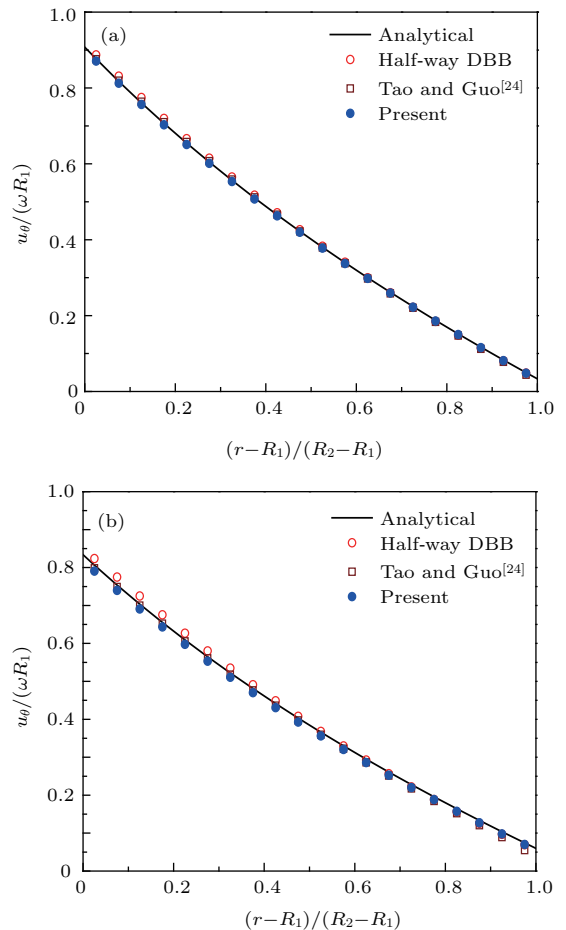 1.0
(a)
Analytical
Half-way DBB
Tao and Guo[24]
Present
0.8
0.6
0.4
0.2
0
uθ/(ωR1)
0 0.2 0.4 0.6 0.8 1.0
(r−R1)/(R2−R1)
1.0
(b)
Analytical
Half-way DBB
Tao and Guo[24]
Present
0.8
0.6
0.4
0.2
0
uθ/(ωR1)
0 0.2 0.4 0.6 0.8 1.0
(r−R1)/(R2−R1)